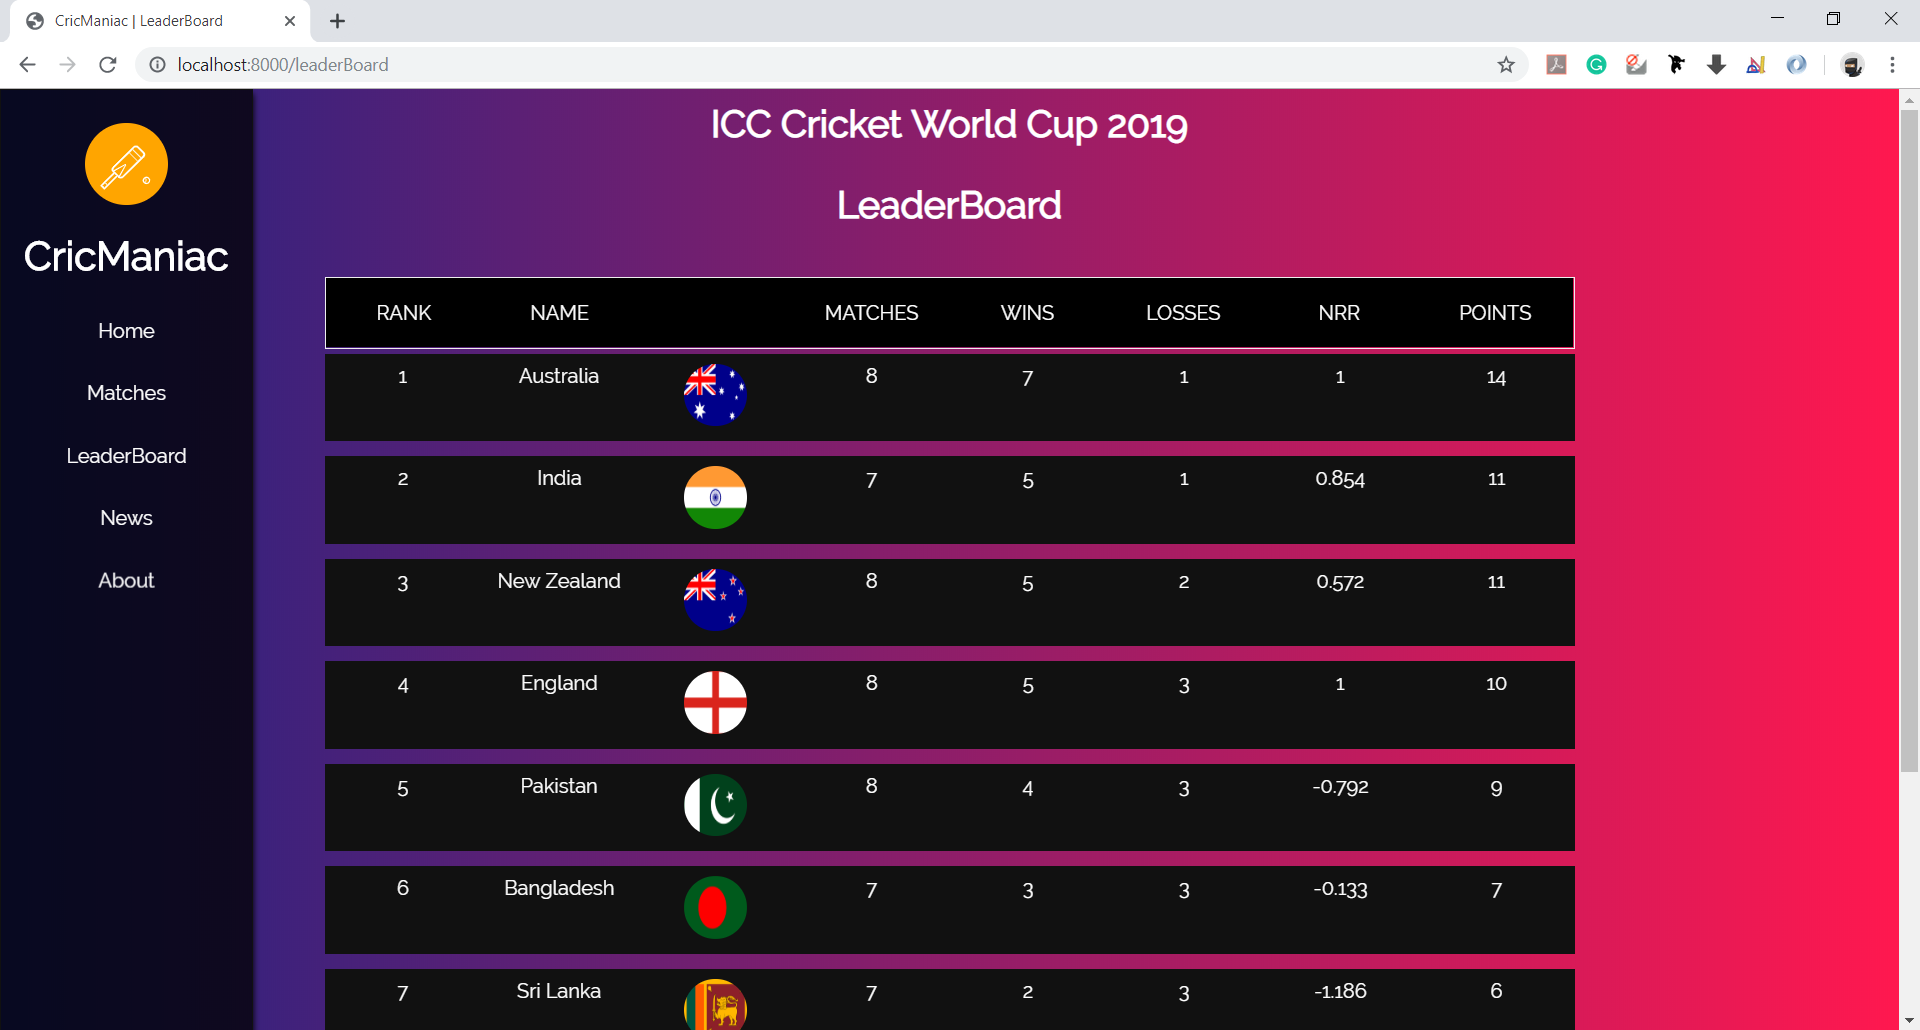 CricManiac | LeaderBoard
localhost:8000/leaderBoard
CricManiac
Home
Matches
LeaderBoard
News
About
ICC Cricket World Cup 2019
LeaderBoard
RANK NAME MATCHES WINS LOSSES NRR POINTS
1 Australia 8 7 1 1 14
2 India 7 5 1 0.854 11
3 New Zealand 8 5 2 0.572 11
4 England 8 5 3 1 10
5 Pakistan 8 4 3 -0.792 9
6 Bangladesh 7 3 3 -0.133 7
7 Sri Lanka 7 2 3 -1.186 6